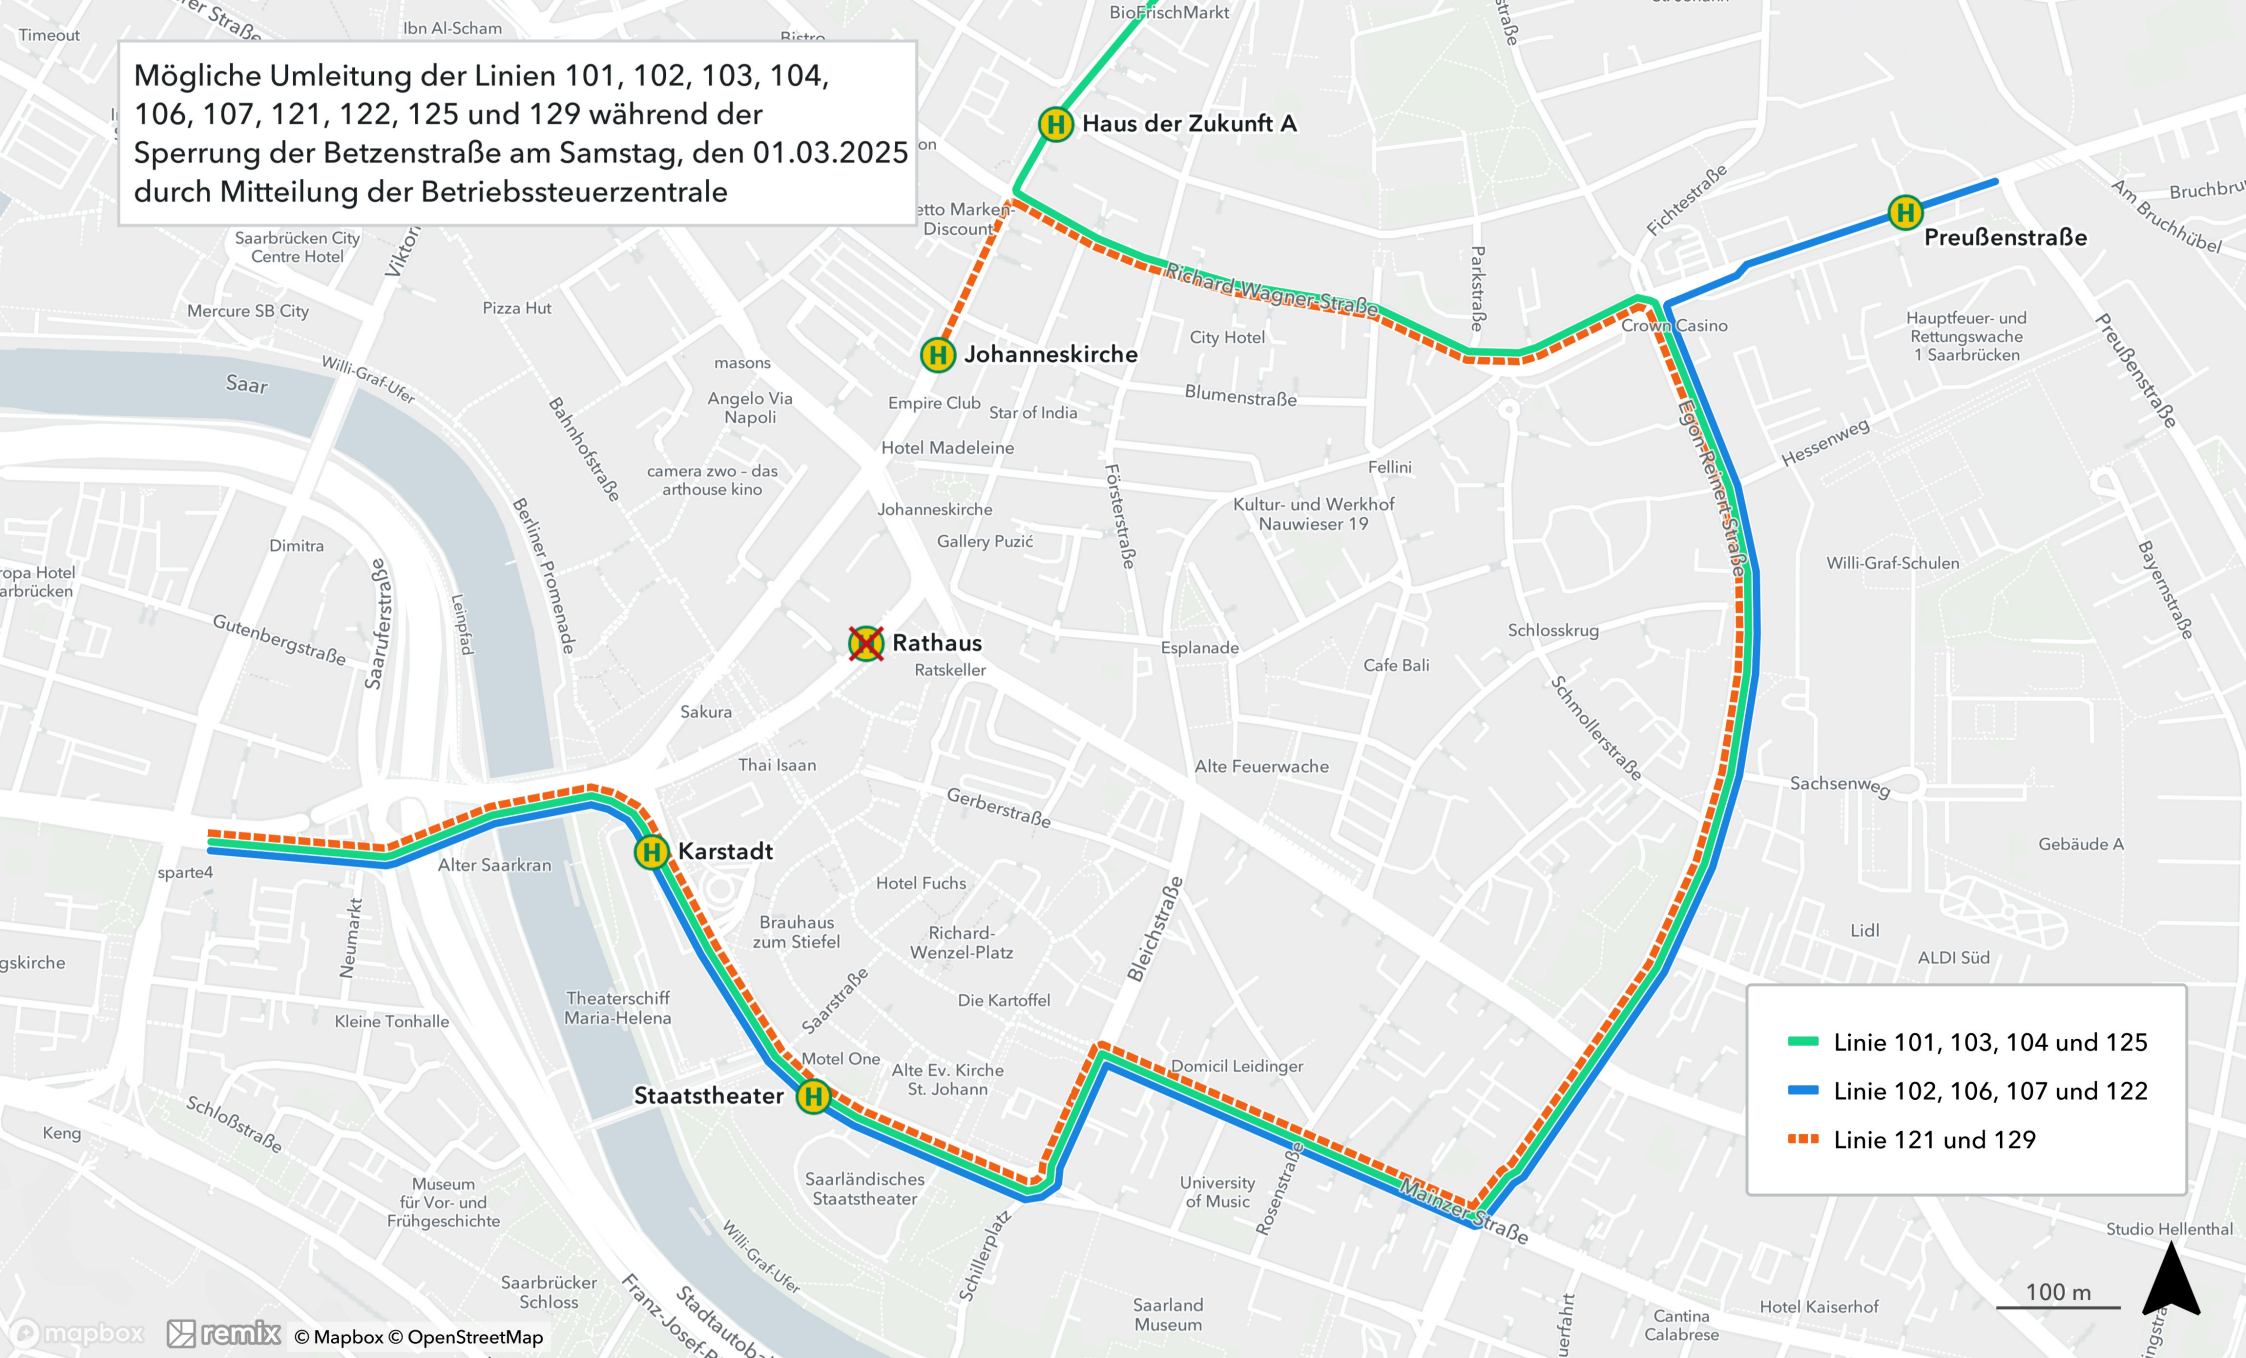 Timeout
Ibn Al-Scham
BioFrischMarkt
Mögliche Umleitung der Linien 101, 102, 103, 104,
106, 107, 121, 122, 125 und 129 während der
Sperrung der Betzenstraße am Samstag, den 01.03.2025
durch Mitteilung der Betriebssteuerzentrale
Haus der Zukunft A
Fichtestraße
Am Bruchhübel
Preußenstraße
Saarbrücken City
Centre Hotel
Discount
Mercure SB City
Pizza Hut
Richard-Wagner-Straße
Parkstraße
City Hotel
Crown Casino
Hauptfeuer- und
Rettungswache
1 Saarbrücken
Preußenstraße
Johanneskirche
masons
Saar
Willi-Graf-Ufer
Angelo Via
Napoli
Empire Club
Star of India
Blumenstraße
Bahnhofstraße
Hotel Madeleine
Egon-Reinert-Straße
Hessenweg
camera zwo – das
arthouse kino
Försterstraße
Fellini
Johanneskirche
Kultur- und Werkhof
Nauwieser 19
Gallery Puzić
Dimitra
Berliner Promenade
Willi-Graf-Schulen
Bayernstraße
Saaruferstraße
Leinpfad
Gutenbergstraße
Rathaus
Ratskeller
Esplanade
Schlosskrug
Cafe Bali
Schmollerstraße
Sakura
Thai Isaan
Alte Feuerwache
Sachsenweg
Gerberstraße
Karstadt
Alter Saarkran
sparte4
Gebäude A
Hotel Fuchs
Neumarkt
Brauhaus
zum Stiefel
Richard-
Wenzel-Platz
Bleichstraße
Lidl
ALDI Süd
Saarstraße
Theaterschiff
Maria-Helena
Die Kartoffel
Kleine Tonhalle
Motel One
Alte Ev. Kirche
St. Johann
Domicil Leidinger
Staatstheater
Linie 101, 103, 104 und 125
Linie 102, 106, 107 und 122
Linie 121 und 129
Schloßstraße
Keng
Saarländisches
Staatstheater
University
of Music
Rosenstraße
Mainzer Straße
Museum
für Vor- und
Frühgeschichte
Willi-Graf-Ufer
Schillerplatz
Studio Hellenthal
Saarbrücker
Schloss
Saarland
Museum
Cantina
Calabrese
Hotel Kaiserhof
100 m
mapbox
remix
© Mapbox © OpenStreetMap